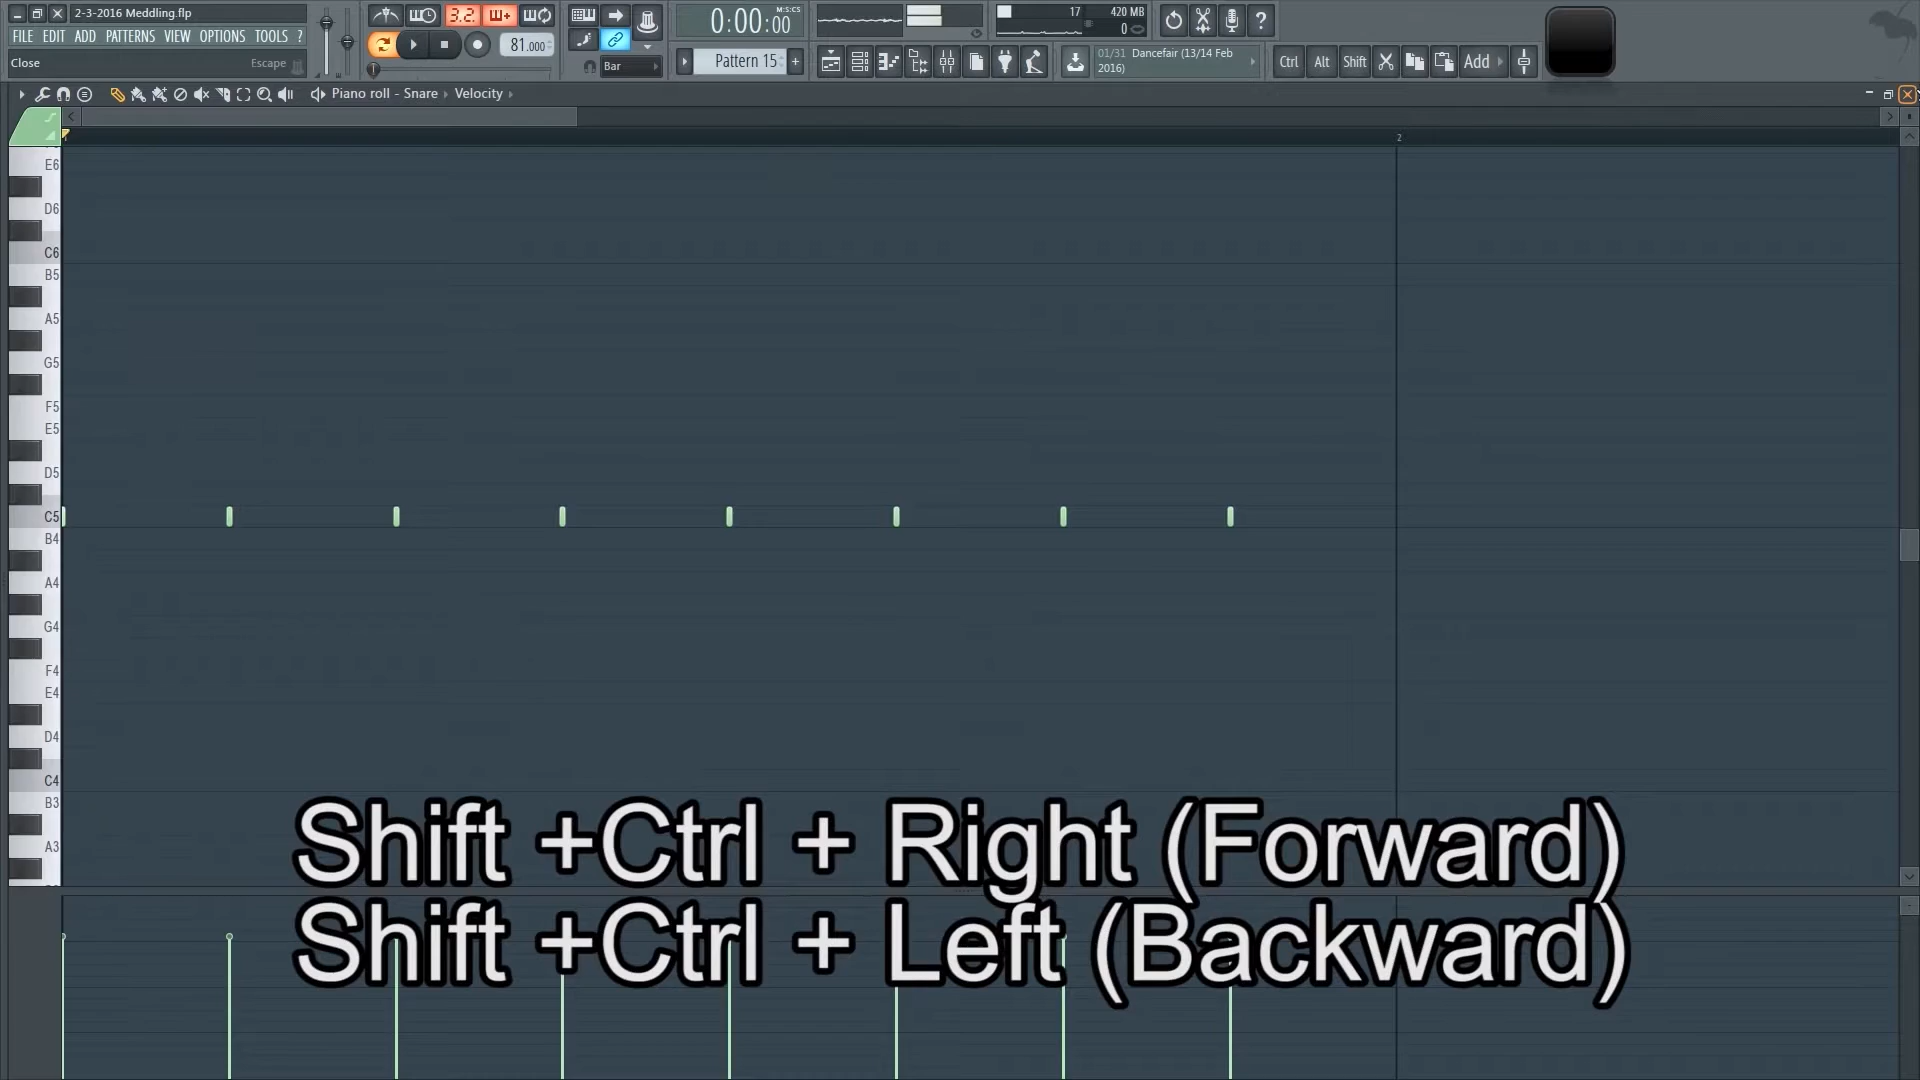 2-3-2016 Meddling.flp
FILE EDIT ADD PATTERNS VIEW OPTIONS TOOLS ?
Close Escape
3.2.
81.000
Bar
0:00:00
M:S:CS
Pattern 15
17 420 MB
0
01/31 Dancefair (13/14 Feb
2016)
Ctrl Alt Shift Add
Piano roll - Snare Velocity
2
E6
D6
C6
B5
A5
G5
F5
E5
D5
C5
B4
A4
G4
F4
E4
D4
C4
B3
A3
Shift +Ctrl + Right (Forward)
Shift +Ctrl + Left (Backward)